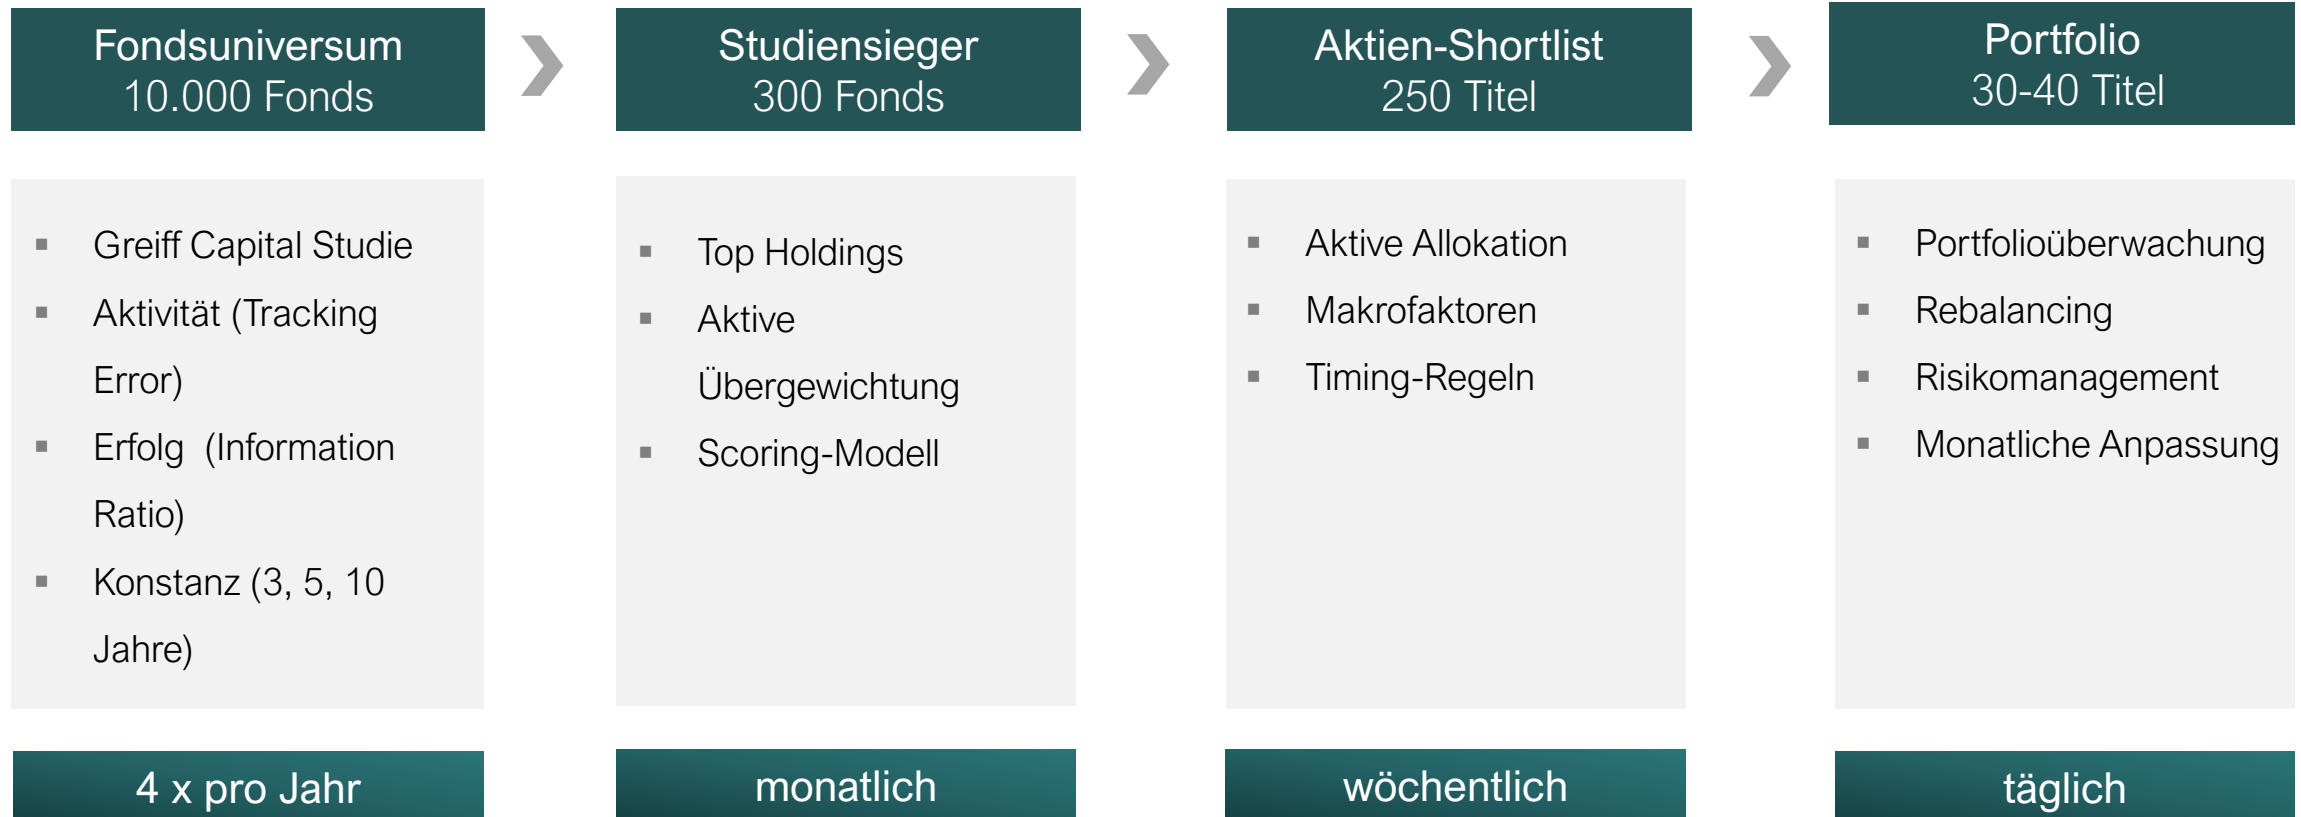 Fondsuniversum
10.000 Fonds
Studiensieger
300 Fonds
Aktien-Shortlist
250 Titel
Portfolio
30-40 Titel
▪ Greiff Capital Studie
▪ Aktivität (Tracking
Error)
▪ Erfolg  (Information
Ratio)
▪ Konstanz (3, 5, 10
Jahre)
▪ Top Holdings
▪ Aktive
Übergewichtung
▪ Scoring-Modell
▪ Aktive Allokation
▪ Makrofaktoren
▪ Timing-Regeln
▪ Portfolioüberwachung
▪ Rebalancing
▪ Risikomanagement
▪ Monatliche Anpassung
4 x pro Jahr
monatlich
wöchentlich
täglich